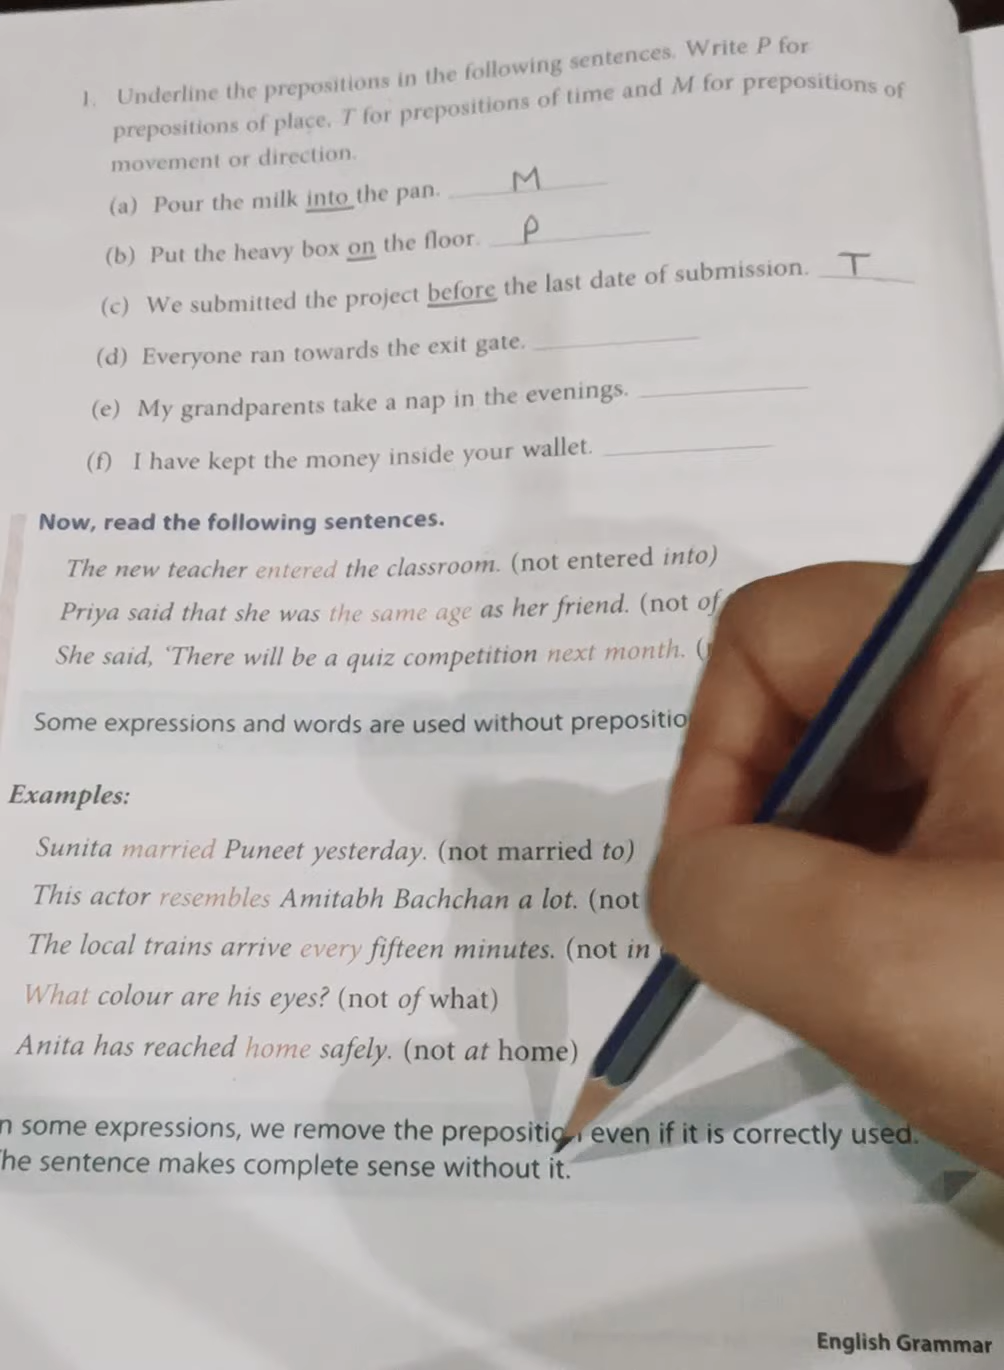 1. Underline the prepositions in the following sentences. Write P for
prepositions of place, T for prepositions of time and M for prepositions of
movement or direction.
(a) Pour the milk into the pan. M
(b) Put the heavy box on the floor. P
(c) We submitted the project before the last date of submission. T
(d) Everyone ran towards the exit gate.
(e) My grandparents take a nap in the evenings.
(f) I have kept the money inside your wallet.
Now, read the following sentences.
The new teacher entered the classroom. (not entered into)
Priya said that she was the same age as her friend. (not of
She said, ‘There will be a quiz competition next month. (
Some expressions and words are used without
Examples:
Sunita married Puneet yesterday. (not married to)
This actor resembles Amitabh Bachchan a lot. (not
The local trains arrive every fifteen minutes. (not in
What colour are his eyes? (not of what)
Anita has reached home safely. (not at home)
n some expressions, we remove the preposition even if it is correctly used.
he sentence makes complete sense without it.
English Grammar